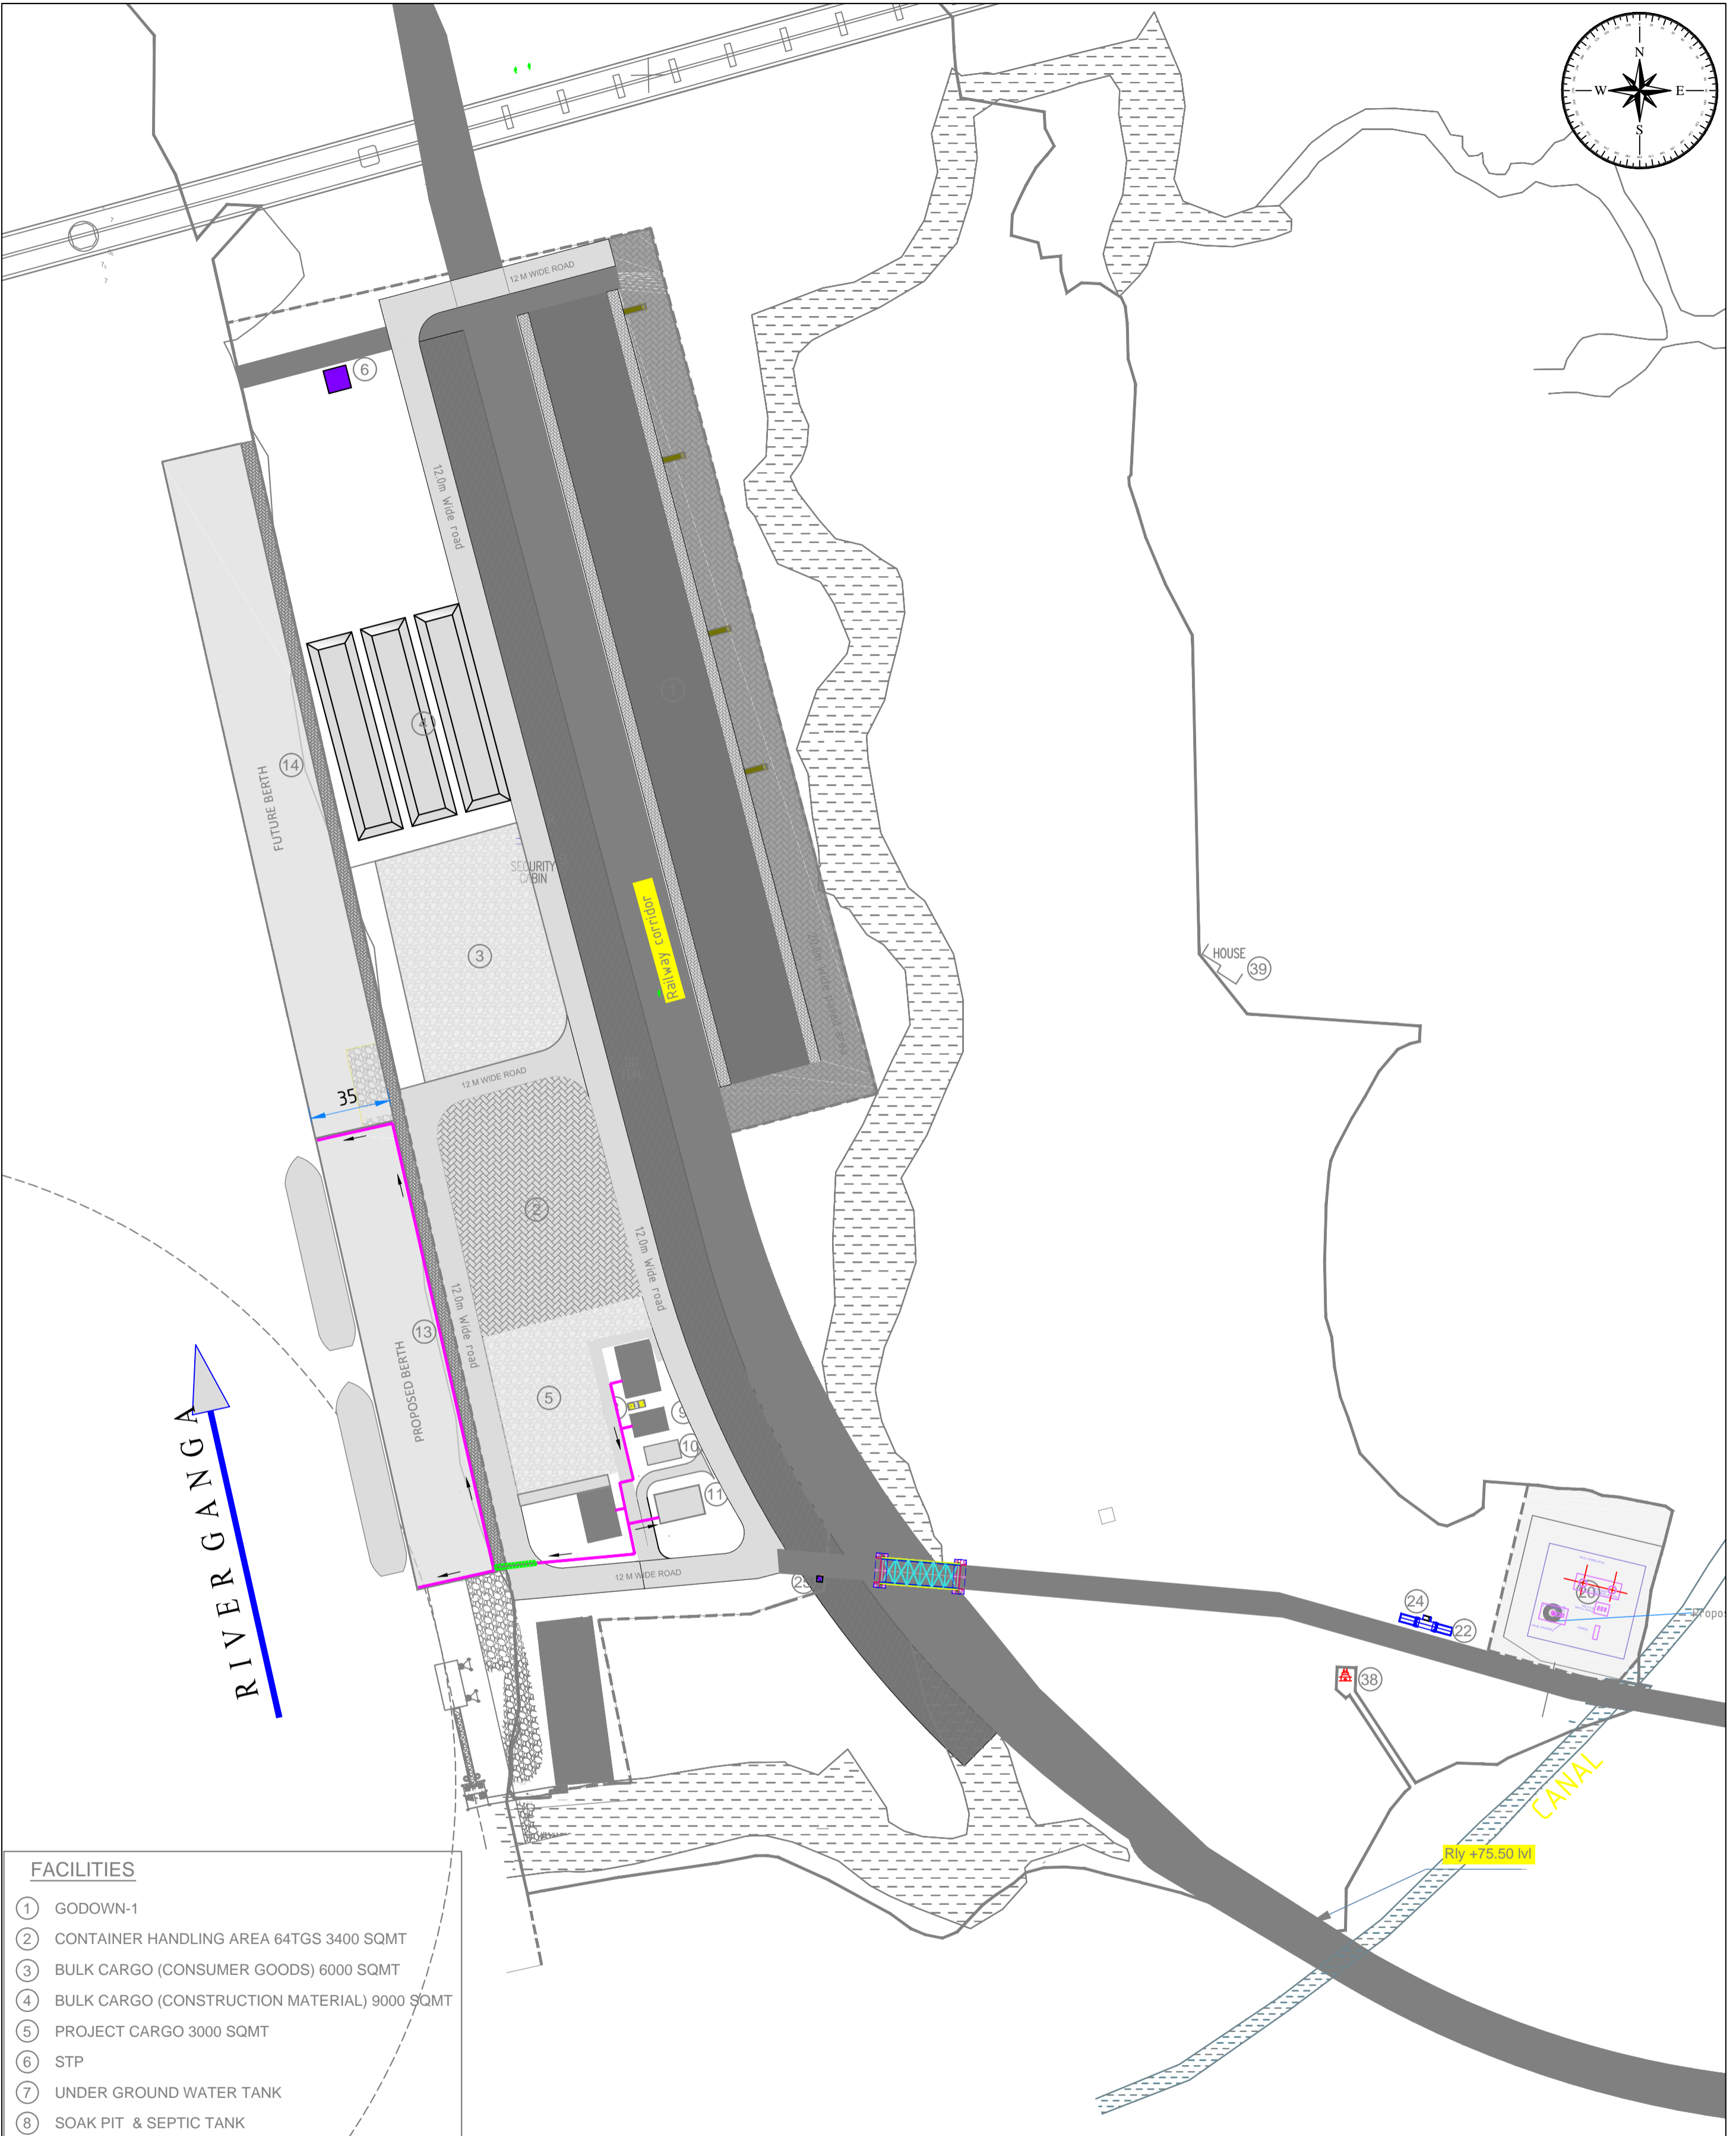 N
W
E
S
12 M WIDE ROAD
6
12.0m Wide road
1
4
14
FUTURE BERTH
SECURITY
CABIN
Railway corridor
3
HOUSE
39
12 M WIDE ROAD
35
2
12.0m Wide road
12.0m Wide road
13
PROPOSED BERTH
5
9
10
11
RIVER GANGA
12 M WIDE ROAD
24
22
20
38
CANAL
Rly +75.50 lvl
FACILITIES
1 GODOWN-1
2 CONTAINER HANDLING AREA 64TGS 3400 SQMT
3 BULK CARGO (CONSUMER GOODS) 6000 SQMT
4 BULK CARGO (CONSTRUCTION MATERIAL) 9000 SQMT
5 PROJECT CARGO 3000 SQMT
6 STP
7 UNDER GROUND WATER TANK
8 SOAK PIT & SEPTIC TANK